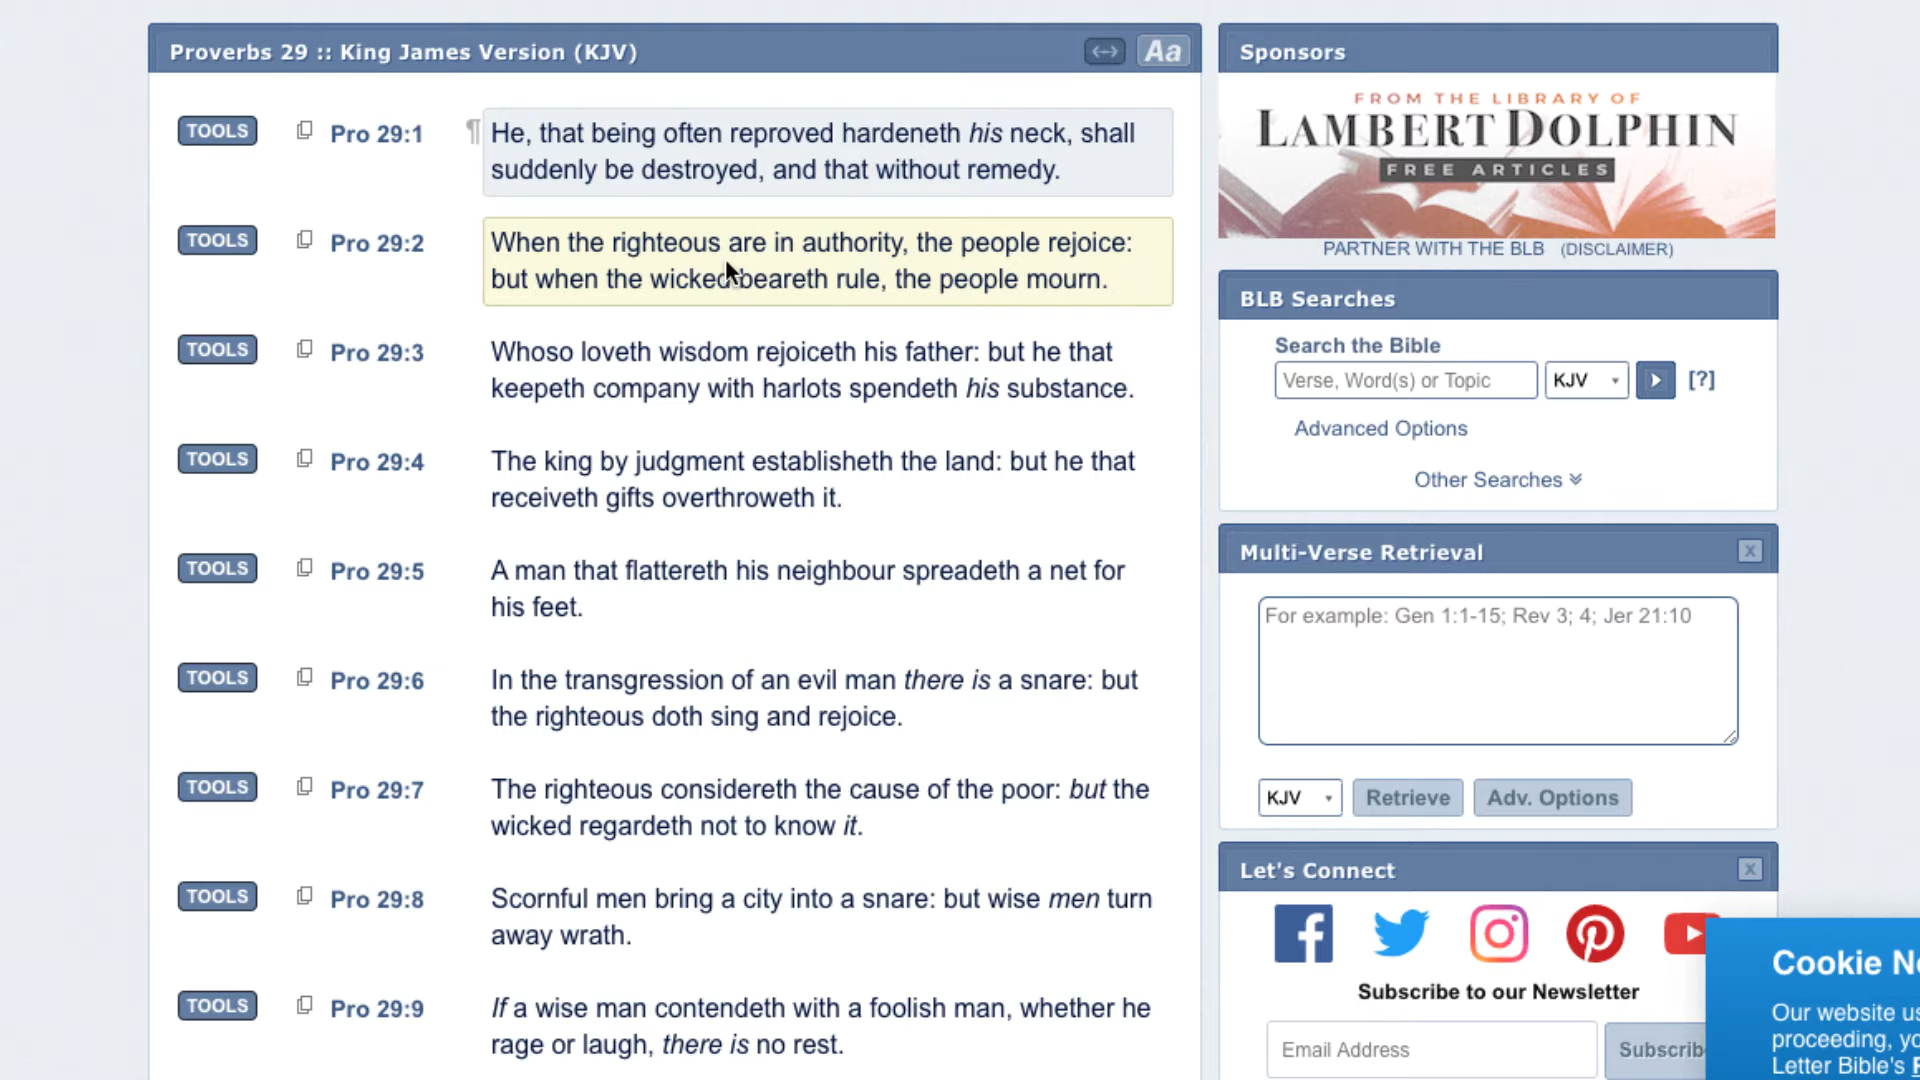 Proverbs 29 :: King James Version (KJV)
Aa
TOOLS Pro 29:1 ¶ He, that being often reproved hardeneth his neck, shall
suddenly be destroyed, and that without remedy.
TOOLS Pro 29:2 When the righteous are in authority, the people rejoice:
but when the wicked beareth rule, the people mourn.
TOOLS Pro 29:3 Whoso loveth wisdom rejoiceth his father: but he that
keepeth company with harlots spendeth his substance.
TOOLS Pro 29:4 The king by judgment establisheth the land: but he that
receiveth gifts overthroweth it.
TOOLS Pro 29:5 A man that flattereth his neighbour spreadeth a net for
his feet.
TOOLS Pro 29:6 In the transgression of an evil man there is a snare: but
the righteous doth sing and rejoice.
TOOLS Pro 29:7 The righteous considereth the cause of the poor: but the
wicked regardeth not to know it.
TOOLS Pro 29:8 Scornful men bring a city into a snare: but wise men turn
away wrath.
TOOLS Pro 29:9 If a wise man contendeth with a foolish man, whether he
rage or laugh, there is no rest.
Sponsors
FROM THE LIBRARY OF
LAMBERT DOLPHIN
FREE ARTICLES
PARTNER WITH THE BLB (DISCLAIMER)
BLB Searches
Search the Bible
Verse, Word(s) or Topic KJV [?]
Advanced Options
Other Searches
Multi-Verse Retrieval X
For example: Gen 1:1-15; Rev 3; 4; Jer 21:10
KJV Retrieve Adv. Options
Let's Connect X
Subscribe to our Newsletter
Email Address Subscrib
Cookie N
Our website us
proceeding, yo
Letter Bible's